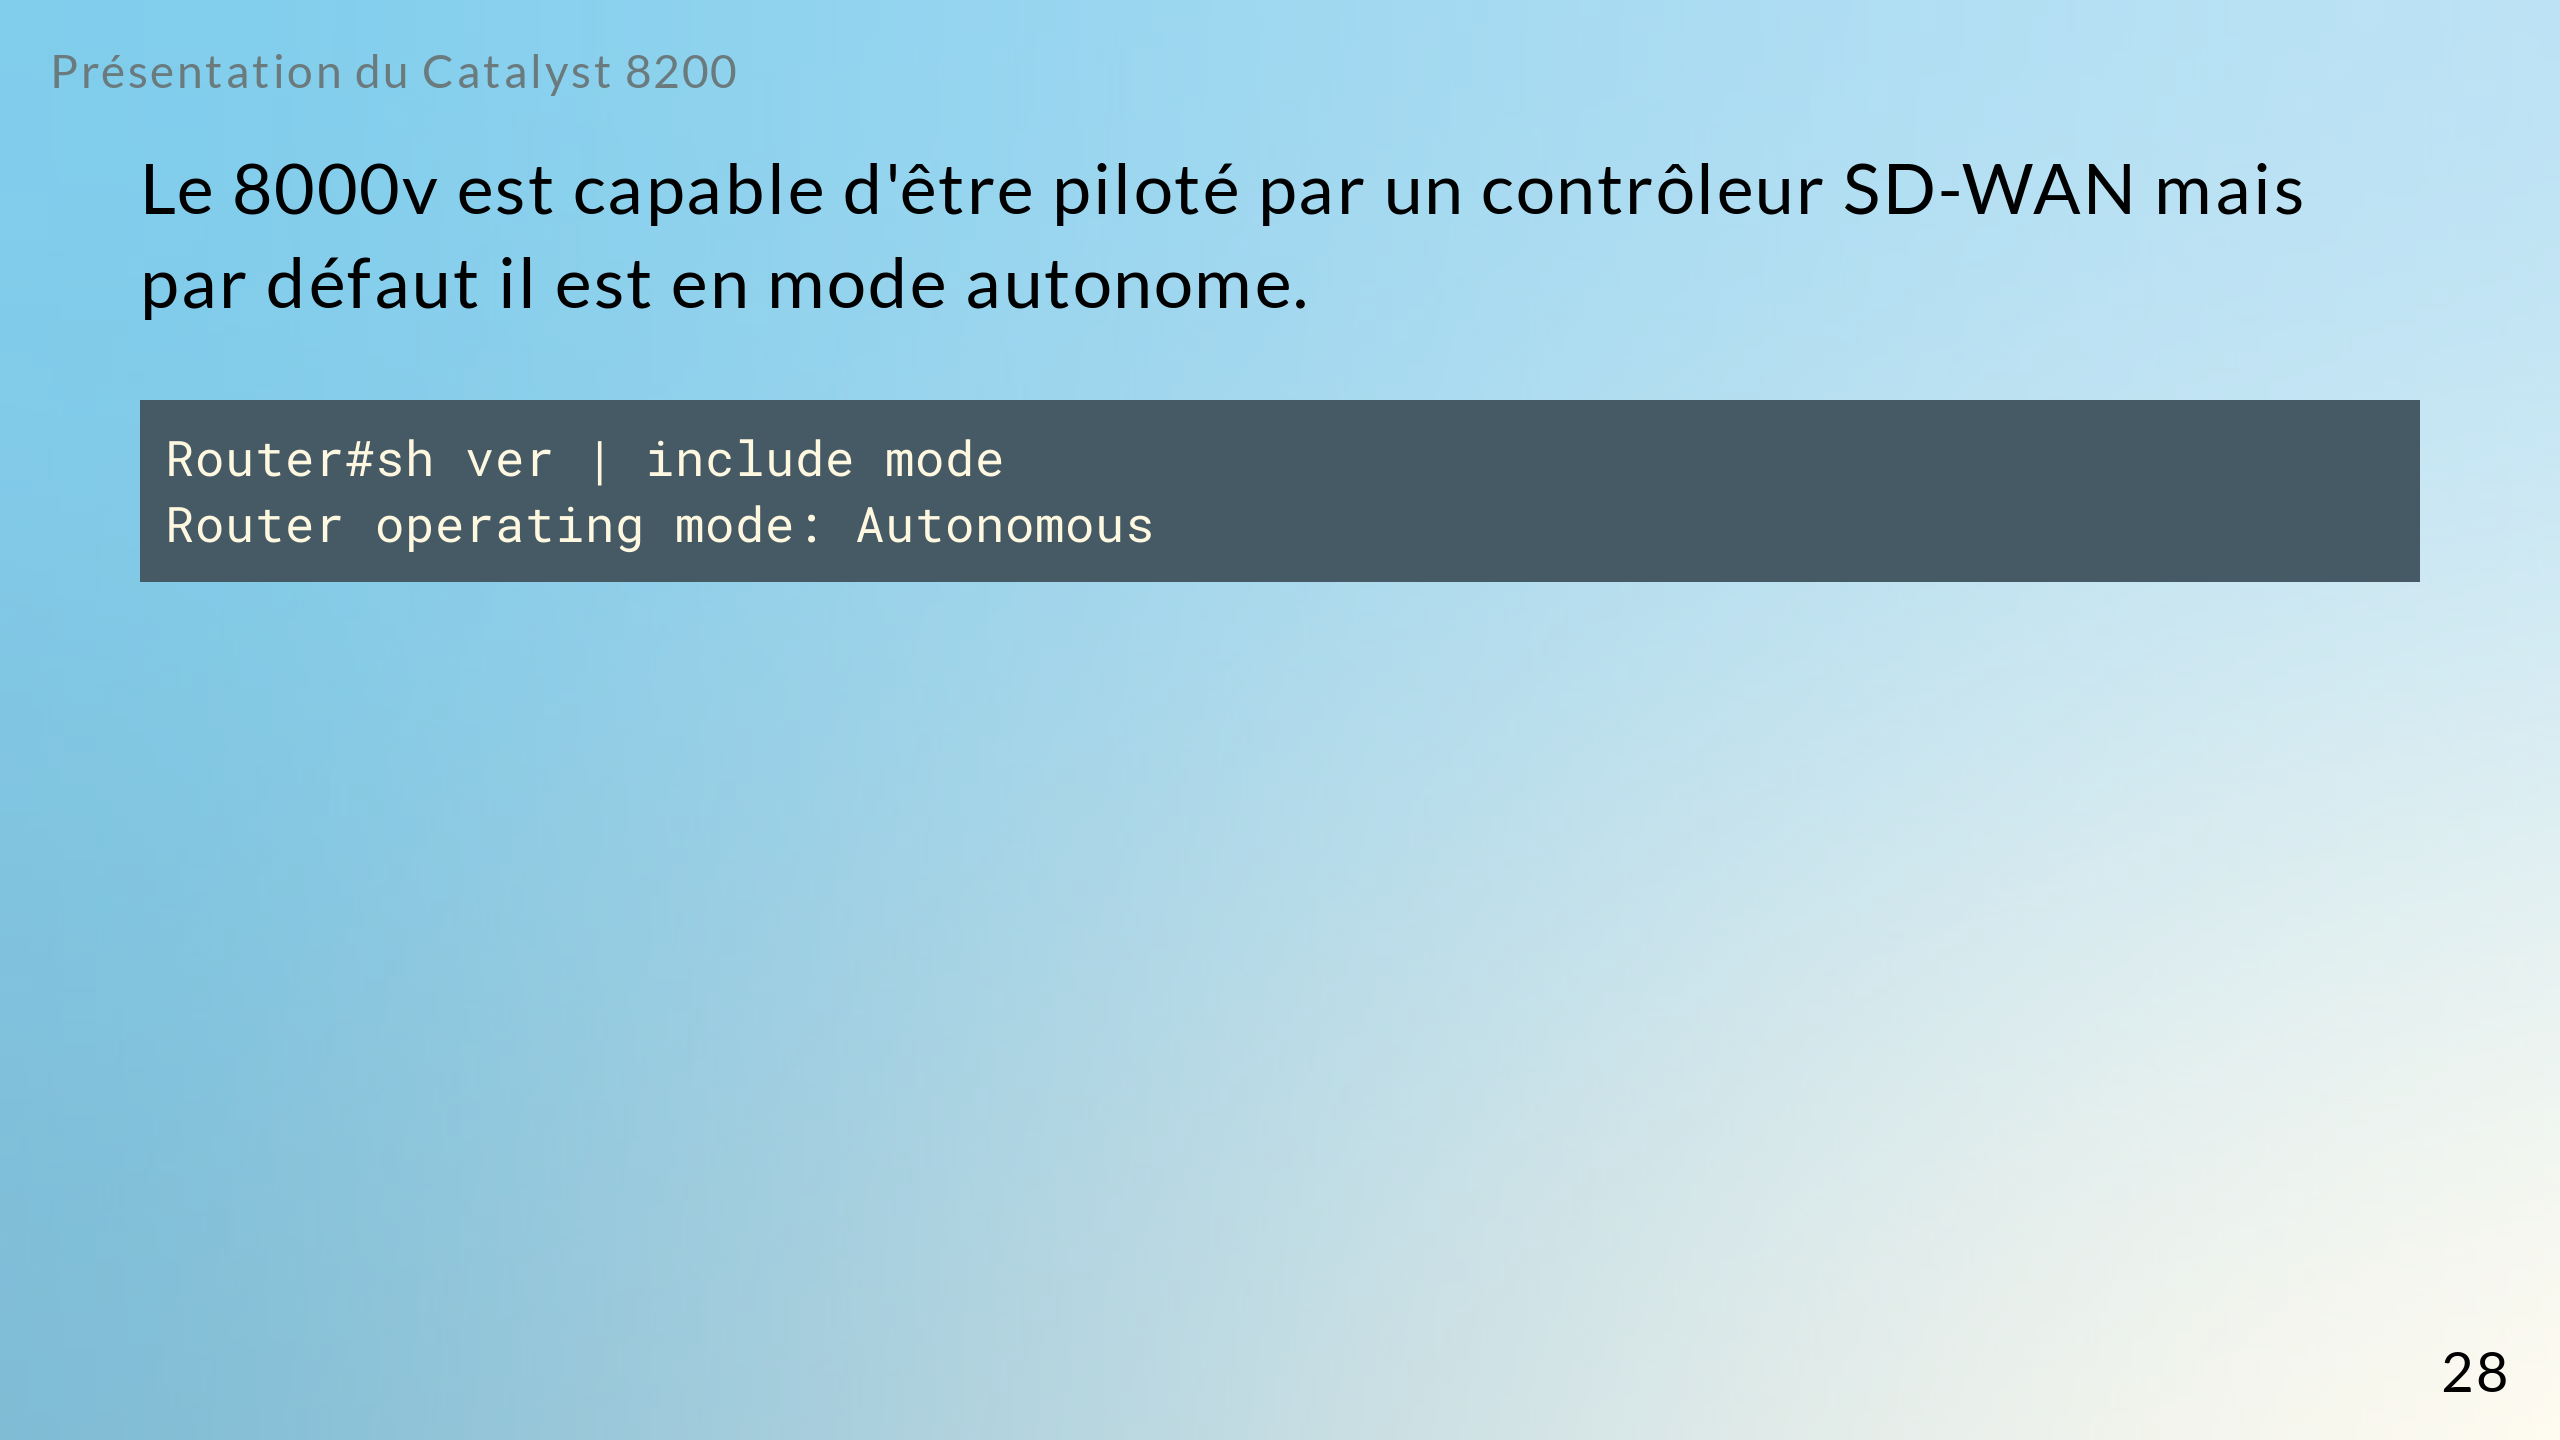 Présentation du Catalyst 8200
Le 8000v est capable d'être piloté par un contrôleur SD-WAN mais
par défaut il est en mode autonome.
Router#sh ver | include mode
Router operating mode: Autonomous
28